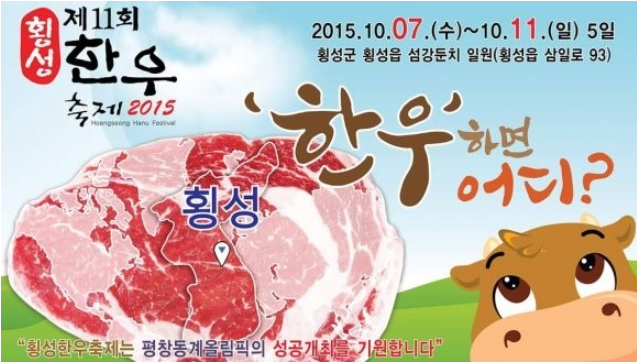 횡성
제11회
한우
축제 2015
Hoengseong Hanu Festival
2015.10.07.(수)~10.11.(일) 5일
횡성군 횡성읍 섬강둔치 일원(횡성읍 삼일로 93)
'한우' 하면
어디?
횡성
"횡성한우축제는 평창동계올림픽의 성공개최를 기원합니다"